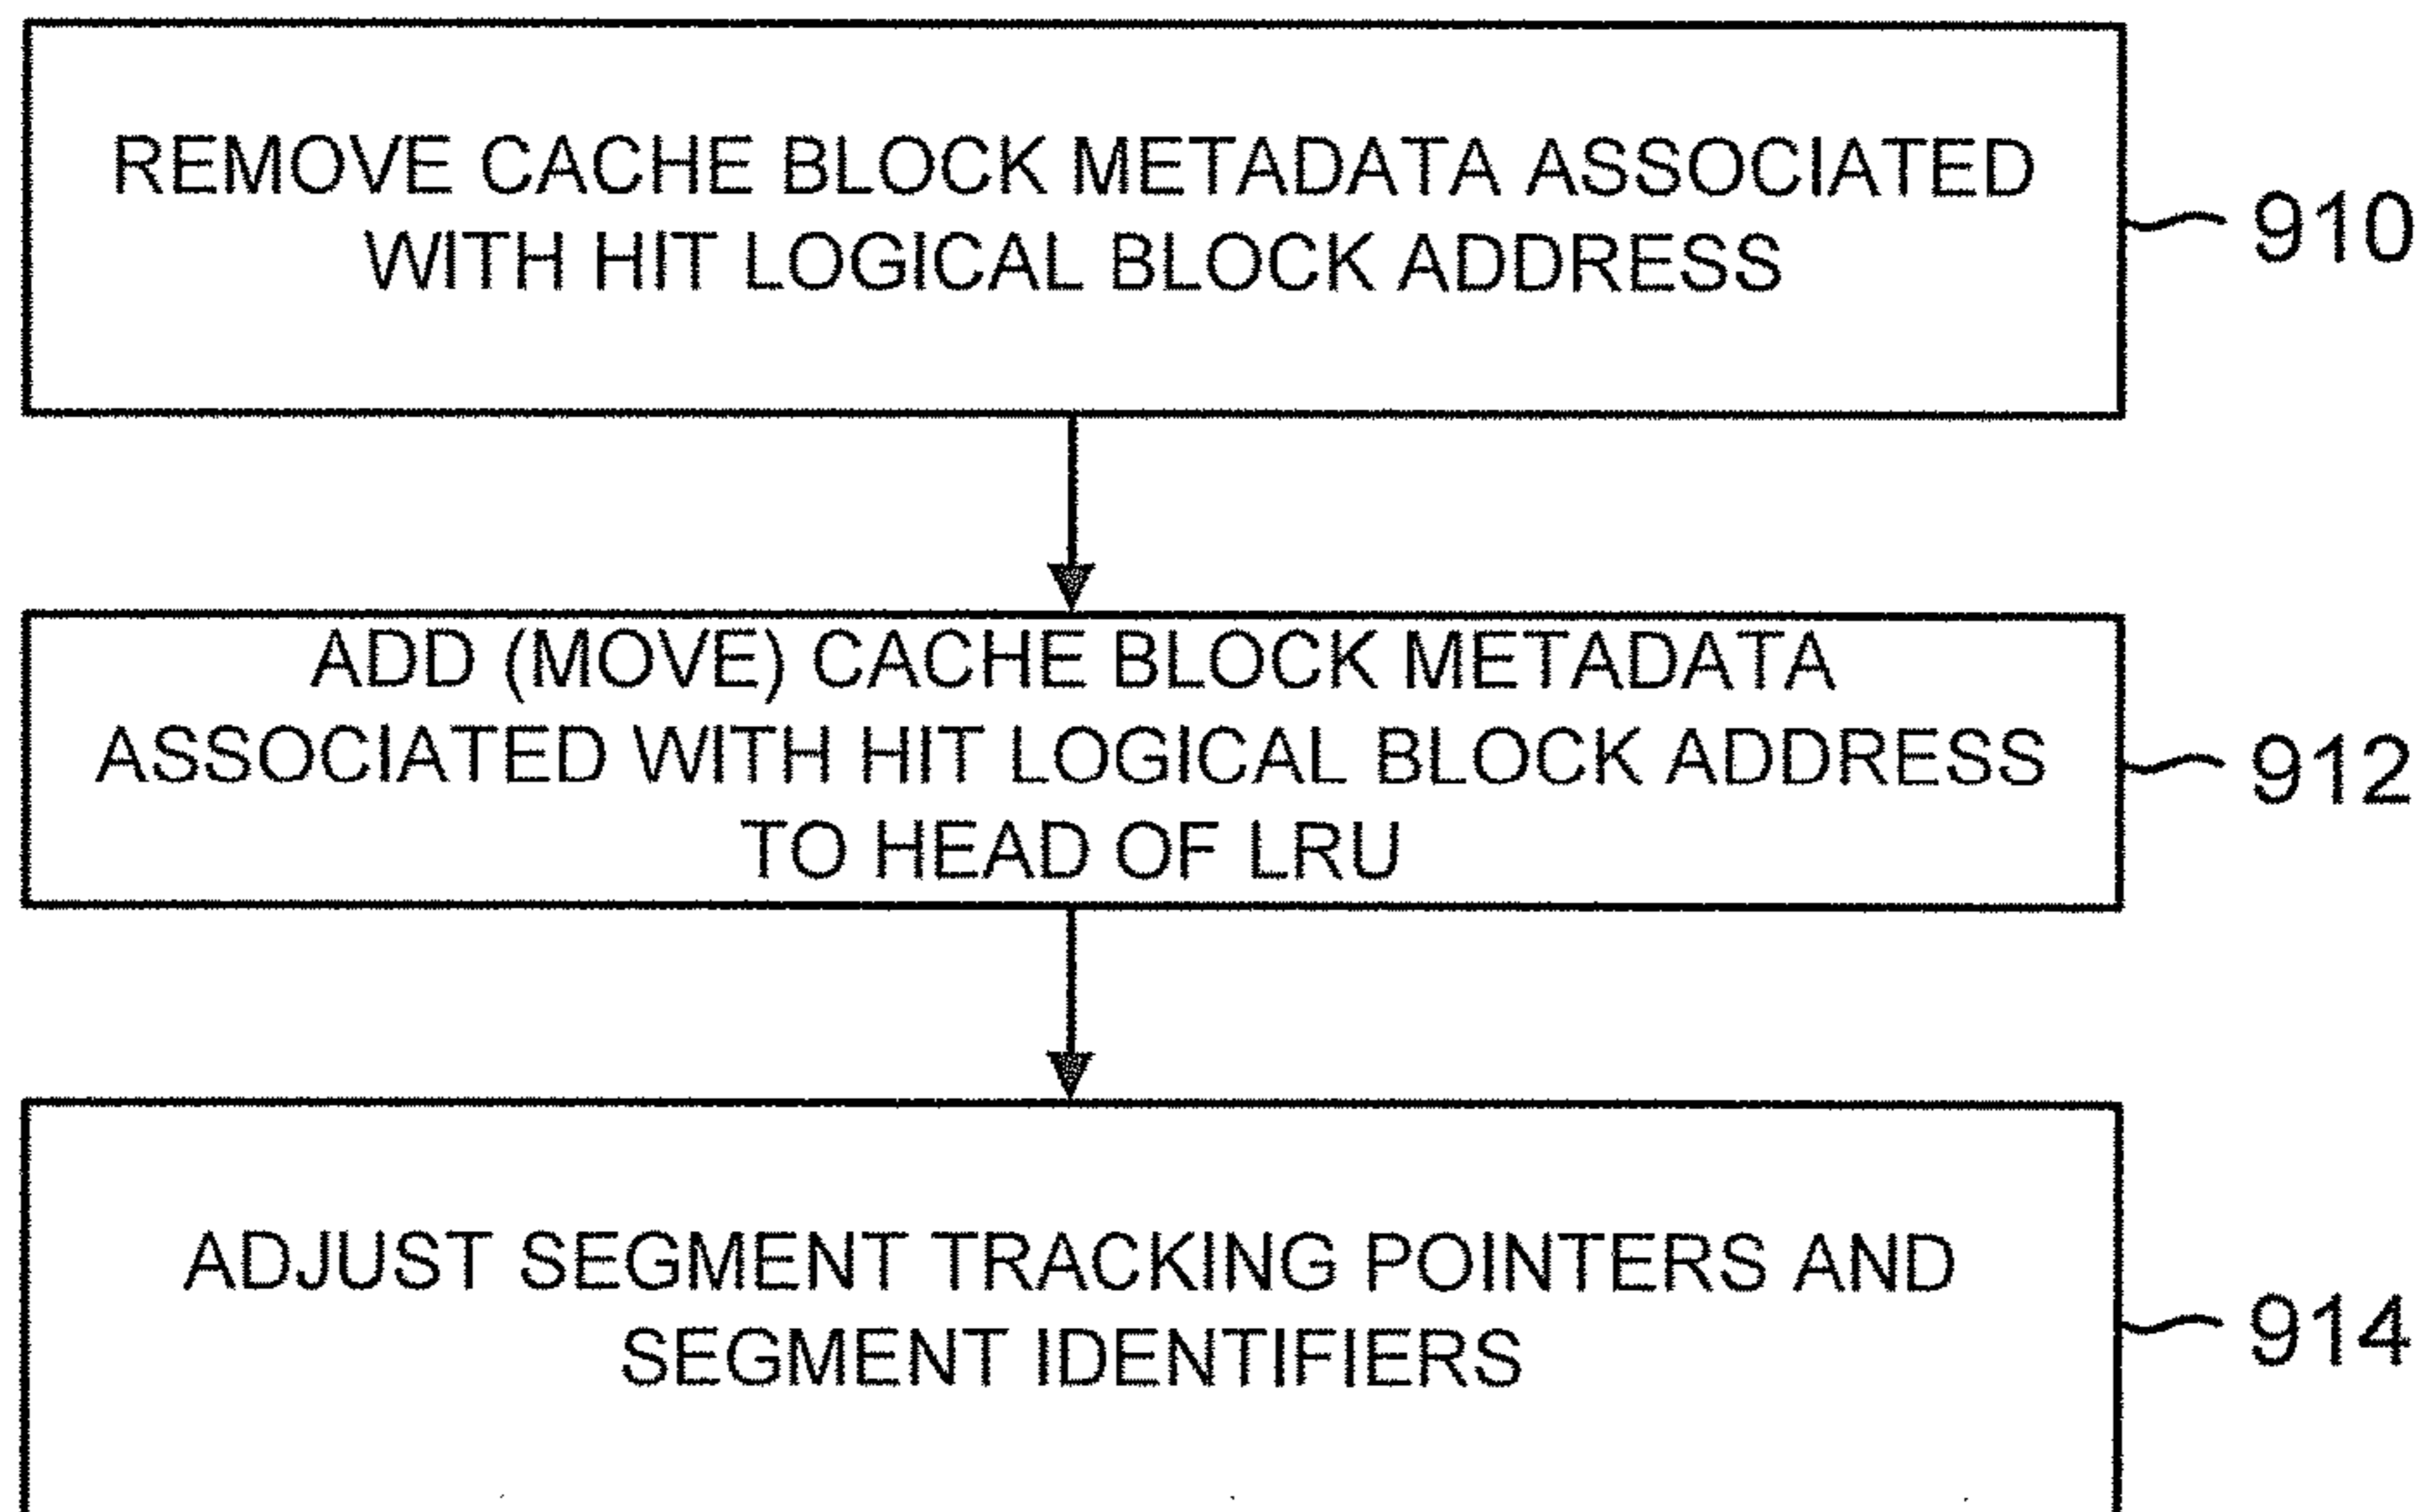 REMOVE CACHE BLOCK METADATA ASSOCIATED
WITH HIT LOGICAL BLOCK ADDRESS
910
ADD (MOVE) CACHE BLOCK METADATA
ASSOCIATED WITH HIT LOGICAL BLOCK ADDRESS
TO HEAD OF LRU
912
ADJUST SEGMENT TRACKING POINTERS AND
SEGMENT IDENTIFIERS
914